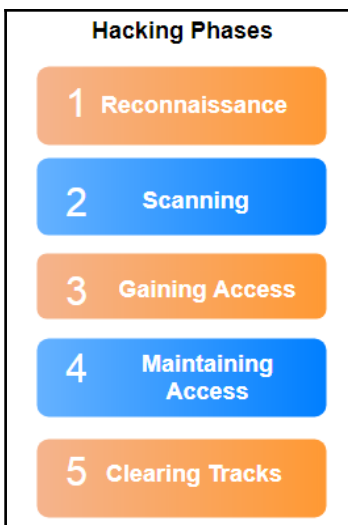 Hacking Phases
1 Reconnaissance
2 Scanning
3 Gaining Access
4 Maintaining
Access
5 Clearing Tracks